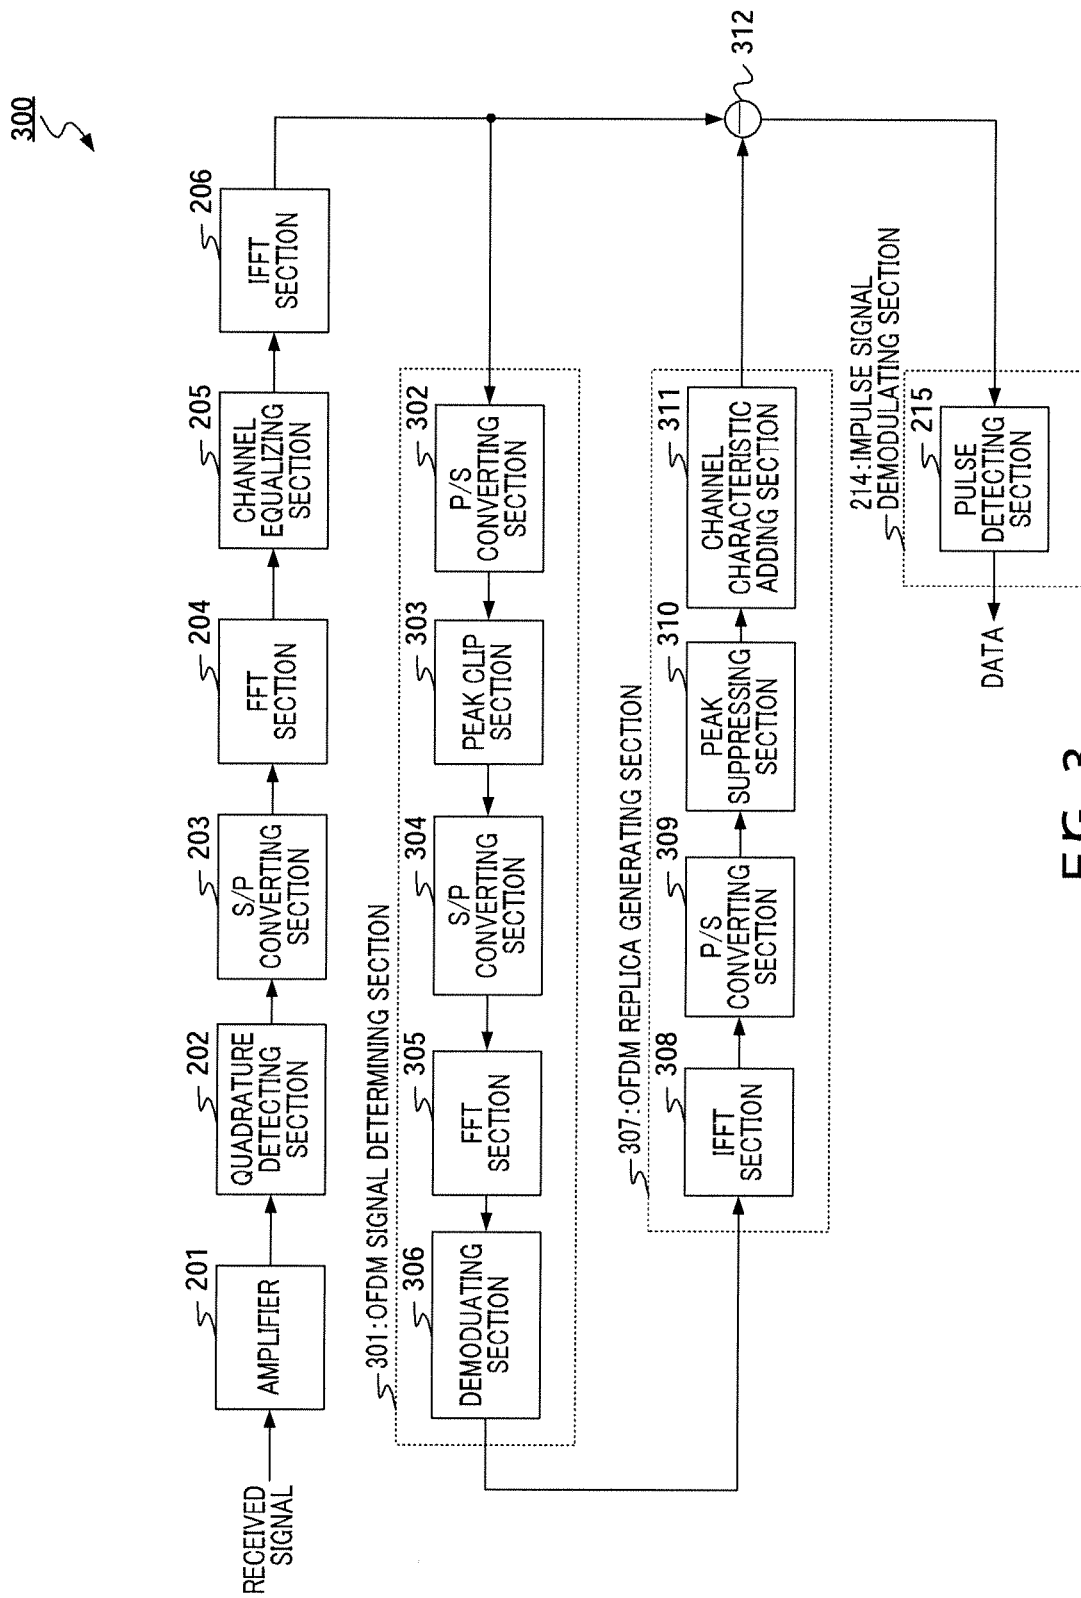 300
RECEIVED
SIGNAL
201
AMPLIFIER
202
QUADRATURE
DETECTING
SECTION
203
S/P
CONVERTING
SECTION
204
FFT
SECTION
205
CHANNEL
EQUALIZING
SECTION
206
IFFT
SECTION
301:OFDM SIGNAL DETERMINING SECTION
306
DEMODUATING
SECTION
305
FFT
SECTION
304
S/P
CONVERTING
SECTION
303
PEAK CLIP
SECTION
302
P/S
CONVERTING
SECTION
307:OFDM REPLICA GENERATING SECTION
308
IFFT
SECTION
309
P/S
CONVERTING
SECTION
310
PEAK
SUPPRESSING
SECTION
311
CHANNEL
CHARACTERISTIC
ADDING SECTION
312
214:IMPULSE SIGNAL
DEMODULATING SECTION
215
PULSE
DETECTING
SECTION
DATA